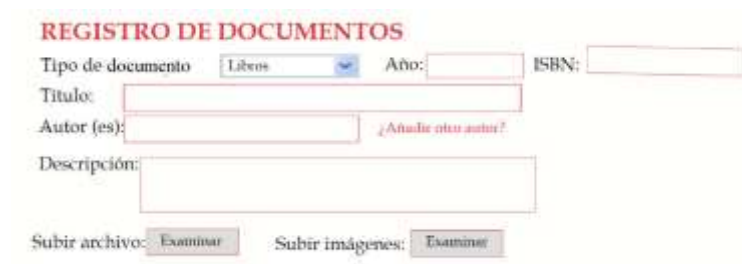 REGISTRO DE DOCUMENTOS
Tipo de documento Libros Año: ISBN:
Titulo:
Autor (es): ¿Añadir otro autor?
Descripción:
Subir archivo: Examinar Subir imágenes: Examinar